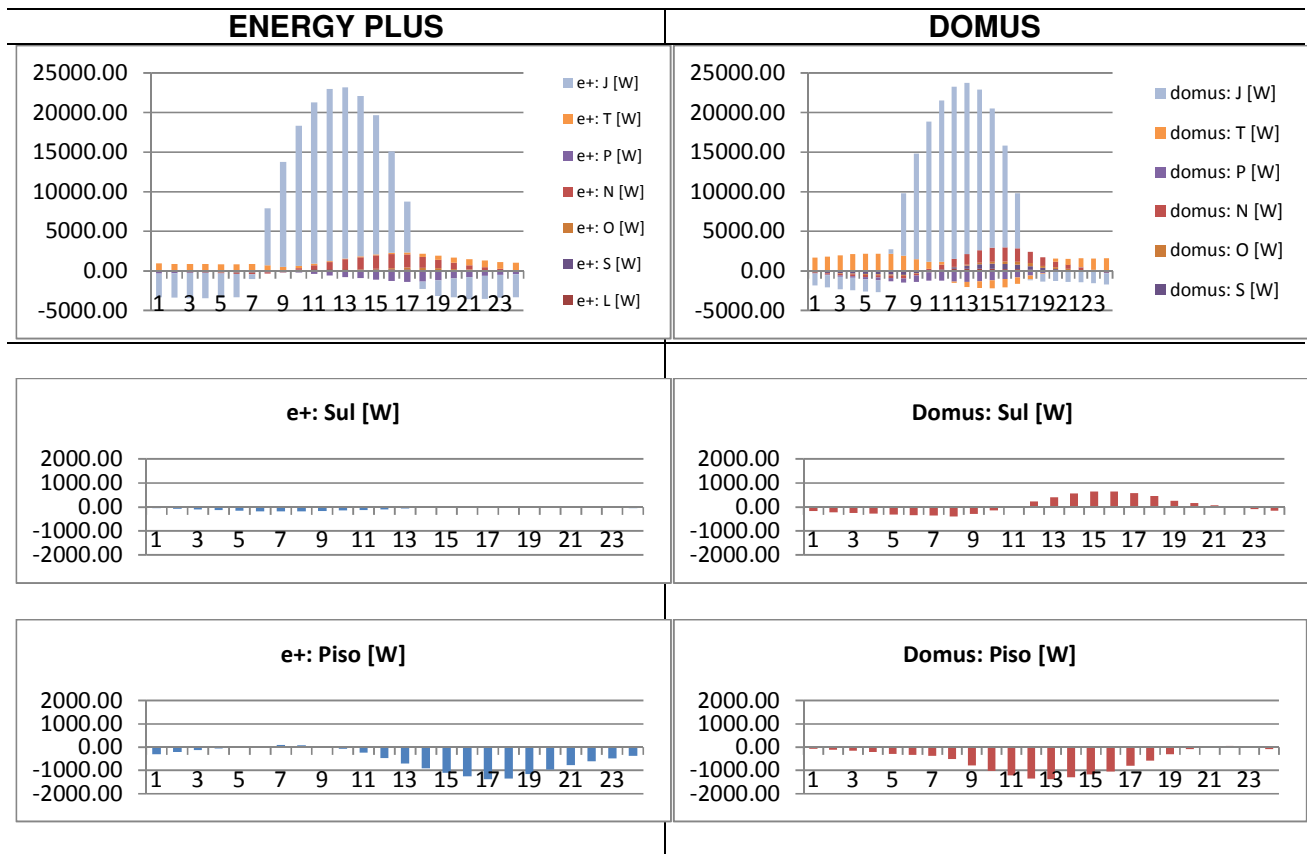 ENERGY PLUS
DOMUS
25000.00
20000.00
15000.00
10000.00
5000.00
0.00
-5000.00
1 3 5 7 9 11 13 15 17 19 21 23
e+: J [W]
e+: T [W]
e+: P [W]
e+: N [W]
e+: O [W]
e+: S [W]
e+: L [W]
25000.00
20000.00
15000.00
10000.00
5000.00
0.00
-5000.00
1 3 5 7 9 11 13 15 17 19 21 23
domus: J [W]
domus: T [W]
domus: P [W]
domus: N [W]
domus: O [W]
domus: S [W]
e+: Sul [W]
2000.00
1000.00
0.00
-1000.00
-2000.00
1 3 5 7 9 11 13 15 17 19 21 23
Domus: Sul [W]
2000.00
1000.00
0.00
-1000.00
-2000.00
1 3 5 7 9 11 13 15 17 19 21 23
e+: Piso [W]
2000.00
1000.00
0.00
-1000.00
-2000.00
1 3 5 7 9 11 13 15 17 19 21 23
Domus: Piso [W]
2000.00
1000.00
0.00
-1000.00
-2000.00
1 3 5 7 9 11 13 15 17 19 21 23